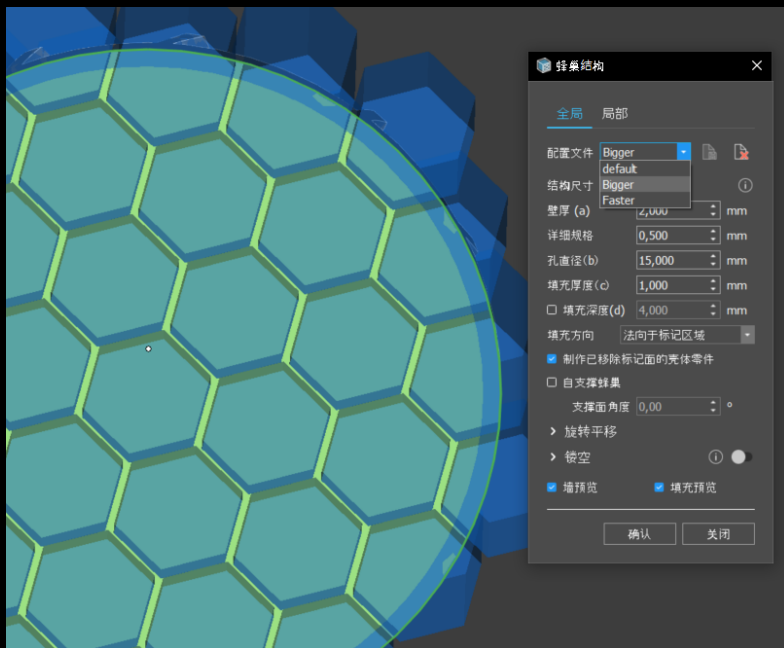 蜂巢结构
全局 局部
配置文件 Bigger
default
结构尺寸 Bigger
Faster
壁厚 (a) 2,000 mm
详细规格 0,500 mm
孔直径(b) 15,000 mm
填充厚度(c) 1,000 mm
填充深度(d) 4,000 mm
填充方向 法向于标记区域
制作已移除标记面的壳体零件
自支撑蜂巢
支撑面角度 0,00 °
旋转平移
镂空
墙预览 填充预览
确认 关闭